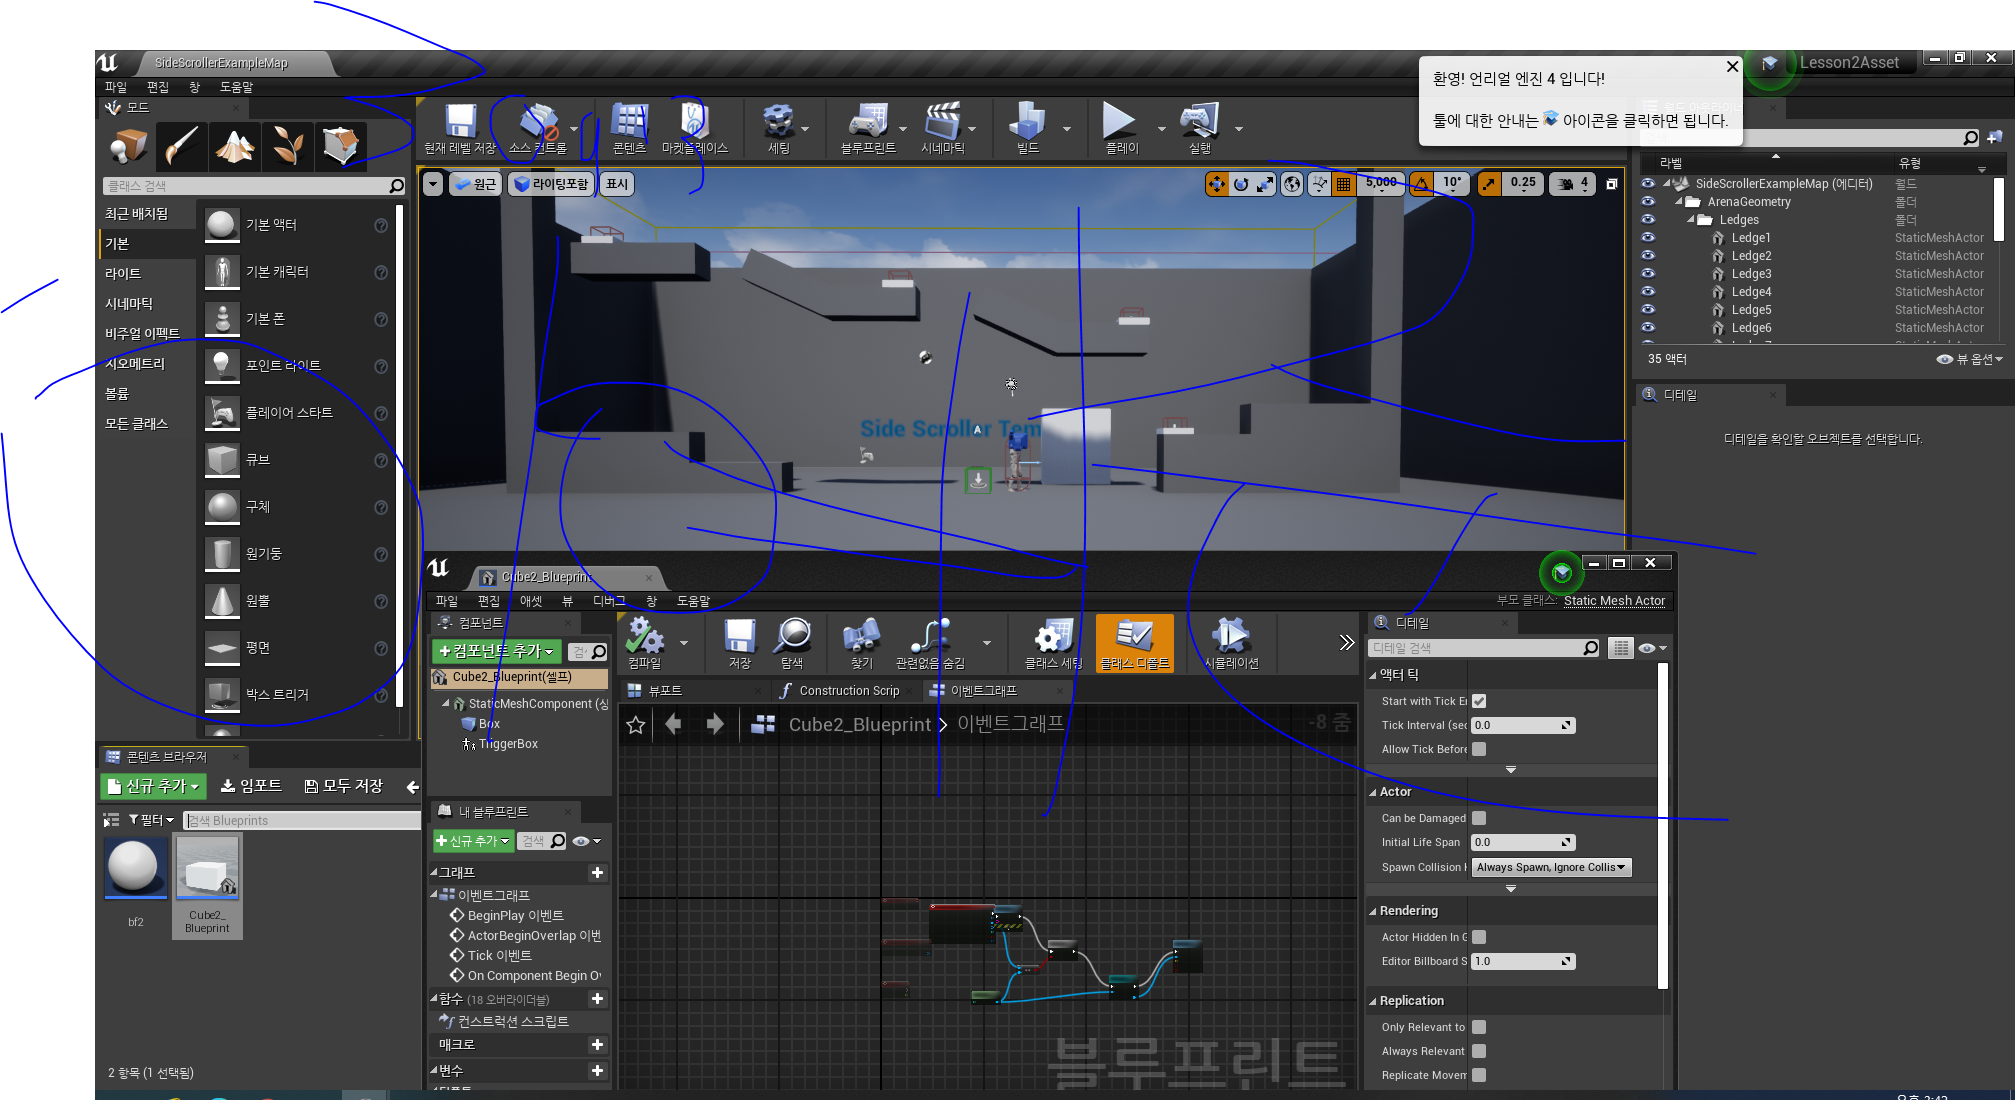 SideScrollerExampleMap
Lesson2Asset
파일 편집 창 도움말
모드
환영! 언리얼 엔진 4 입니다!
툴에 대한 안내는 아이콘을 클릭하면 됩니다.
현재 레벨 저장 소스 컨트롤 콘텐츠 마켓플레이스 세팅 블루프린트 시네마틱 빌드 플레이 실행
클래스 검색
원근 라이팅포함 표시
5,000 10° 0.25 4
라벨 유형
SideScrollerExampleMap (에디터) 월드
ArenaGeometry 폴더
Ledges 폴더
Ledge1 StaticMeshActor
Ledge2 StaticMeshActor
Ledge3 StaticMeshActor
Ledge4 StaticMeshActor
Ledge5 StaticMeshActor
Ledge6 StaticMeshActor
35 액터 뷰 옵션
디테일
디테일을 확인할 오브젝트를 선택합니다.
최근 배치됨
기본
라이트
시네마틱
비주얼 이펙트
지오메트리
볼륨
모든 클래스
기본 액터
기본 캐릭터
기본 폰
포인트 라이트
플레이어 스타트
큐브
구체
원기둥
원뿔
평면
박스 트리거
Side Scroller Tem
콘텐츠 브라우저
신규 추가 임포트 모두 저장
필터 검색 Blueprints
bf2
Cube2_
Blueprint
2 항목 (1 선택됨)
Cube2_Blueprint
파일 편집 애셋 뷰 디버그 창 도움말
부모 클래스: Static Mesh Actor
컴포넌트
컴포넌트 추가
Cube2_Blueprint(셀프)
StaticMeshComponent (상
Box
TriggerBox
컴파일 저장 탐색 찾기 관련없음 숨김 클래스 세팅 클래스 디폴트 시뮬레이션
뷰포트 Construction Scrip 이벤트그래프
Cube2_Blueprint 이벤트그래프
-8 줌
내 블루프린트
신규 추가 검색
그래프
이벤트그래프
BeginPlay 이벤트
ActorBeginOverlap 이벤
Tick 이벤트
On Component Begin O
함수 (18 오버라이더블)
컨스트럭션 스크립트
매크로
변수
블루프린트
디테일
디테일 검색
액터 틱
Start with Tick E
Tick Interval (sec 0.0
Allow Tick Before
Actor
Can be Damaged
Initial Life Span 0.0
Spawn Collision Always Spawn, Ignore Collis
Rendering
Actor Hidden In G
Editor Billboard S 1.0
Replication
Only Relevant to
Always Relevant
Replicate Movem